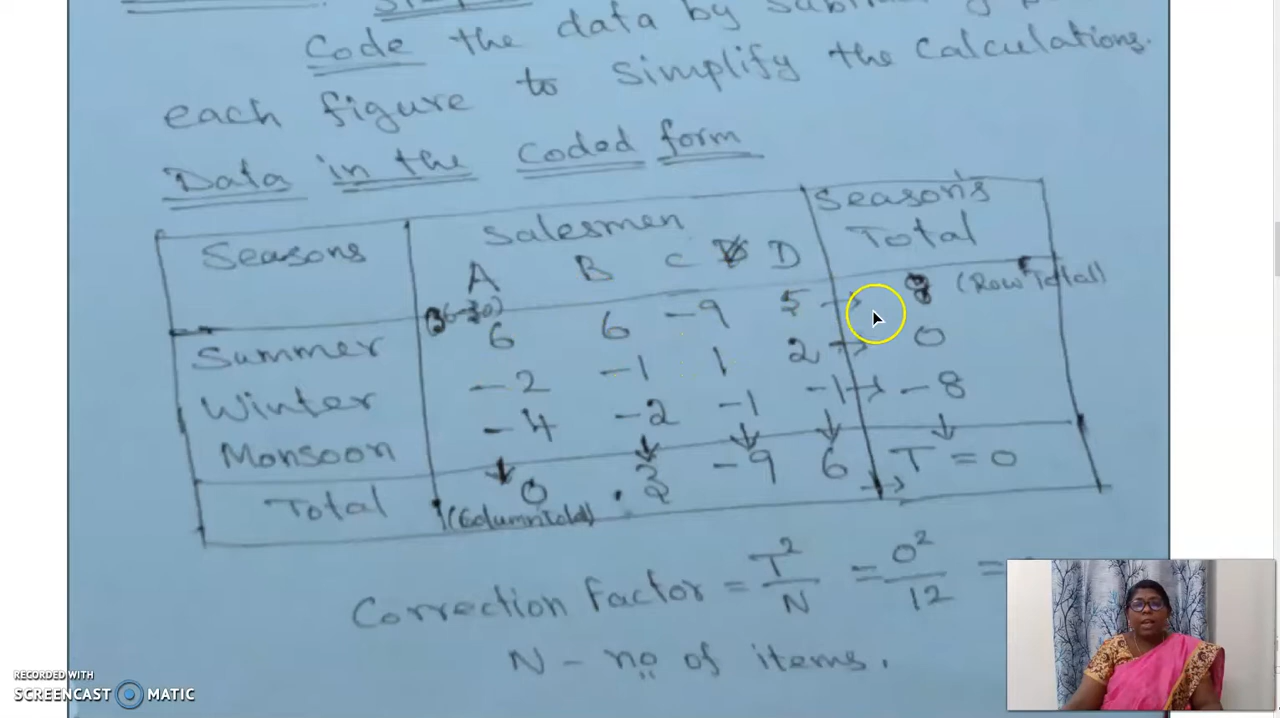 Code the data by
each figure to simplify the calculations.
Data in the Coded form
Seasons Salesmen Season's Total
A B C D
(36-30) (Row Total)
Summer 6 6 -9 5 → 8
Winter -2 -1 1 2 → 0
Monsoon -4 -2 -1 -1 → -8
Total 0 3 -9 6 → T = 0
(Column Total)
Correction factor = T²/N = 0²/12 =
N - no of items.
RECORDED WITH
SCREENCAST MATIC